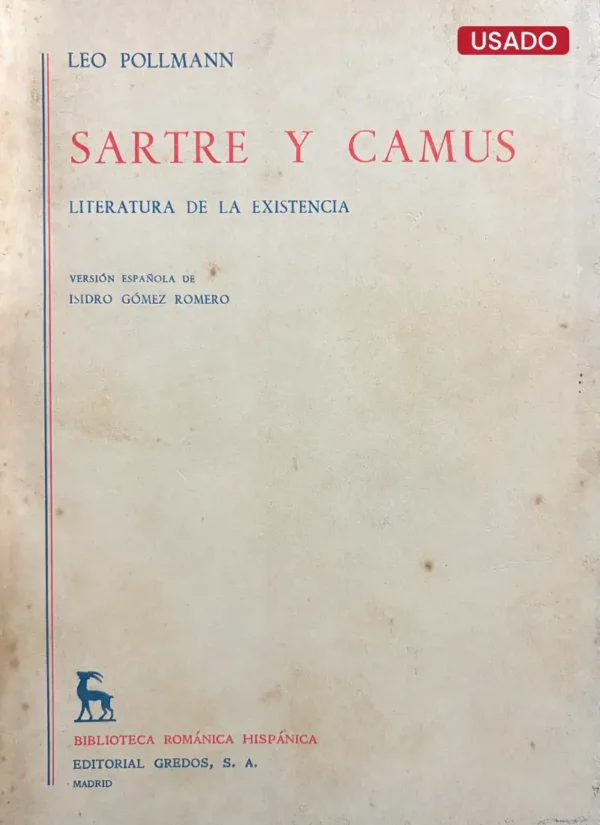 USADO
LEO POLLMANN
SARTRE Y CAMUS
LITERATURA DE LA EXISTENCIA
VERSIÓN ESPAÑOLA DE
ISIDRO GÓMEZ ROMERO
BIBLIOTECA ROMÁNICA HISPÁNICA
EDITORIAL GREDOS, S. A.
MADRID